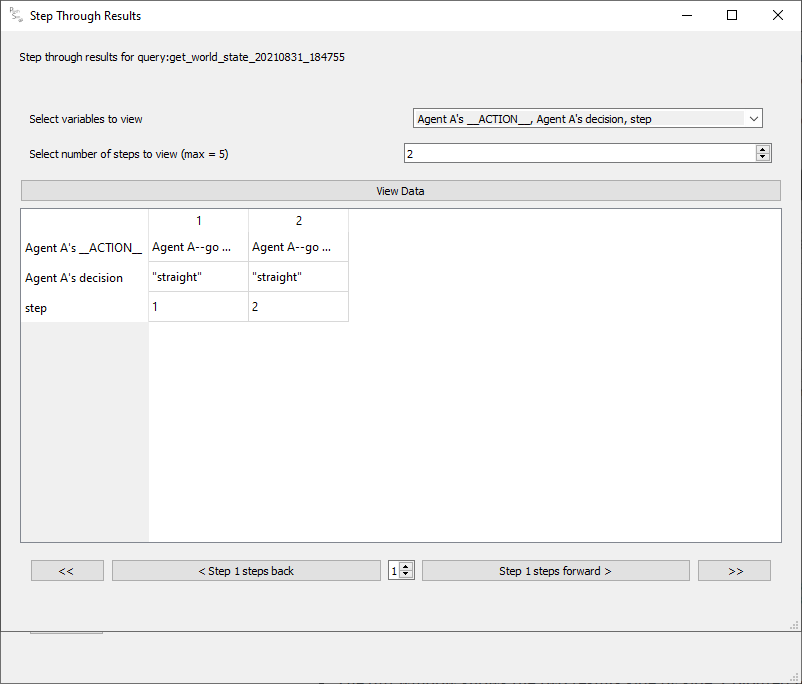 Step Through Results
Step through results for query:get_world_state_20210831_184755
Select variables to view
Agent A's __ACTION__, Agent A's decision, step
Select number of steps to view (max = 5)
2
View Data
1 2
Agent A's __ACTION__ Agent A--go ... Agent A--go ...
Agent A's decision "straight" "straight"
step 1 2
<< < Step 1 steps back 1 Step 1 steps forward > >>